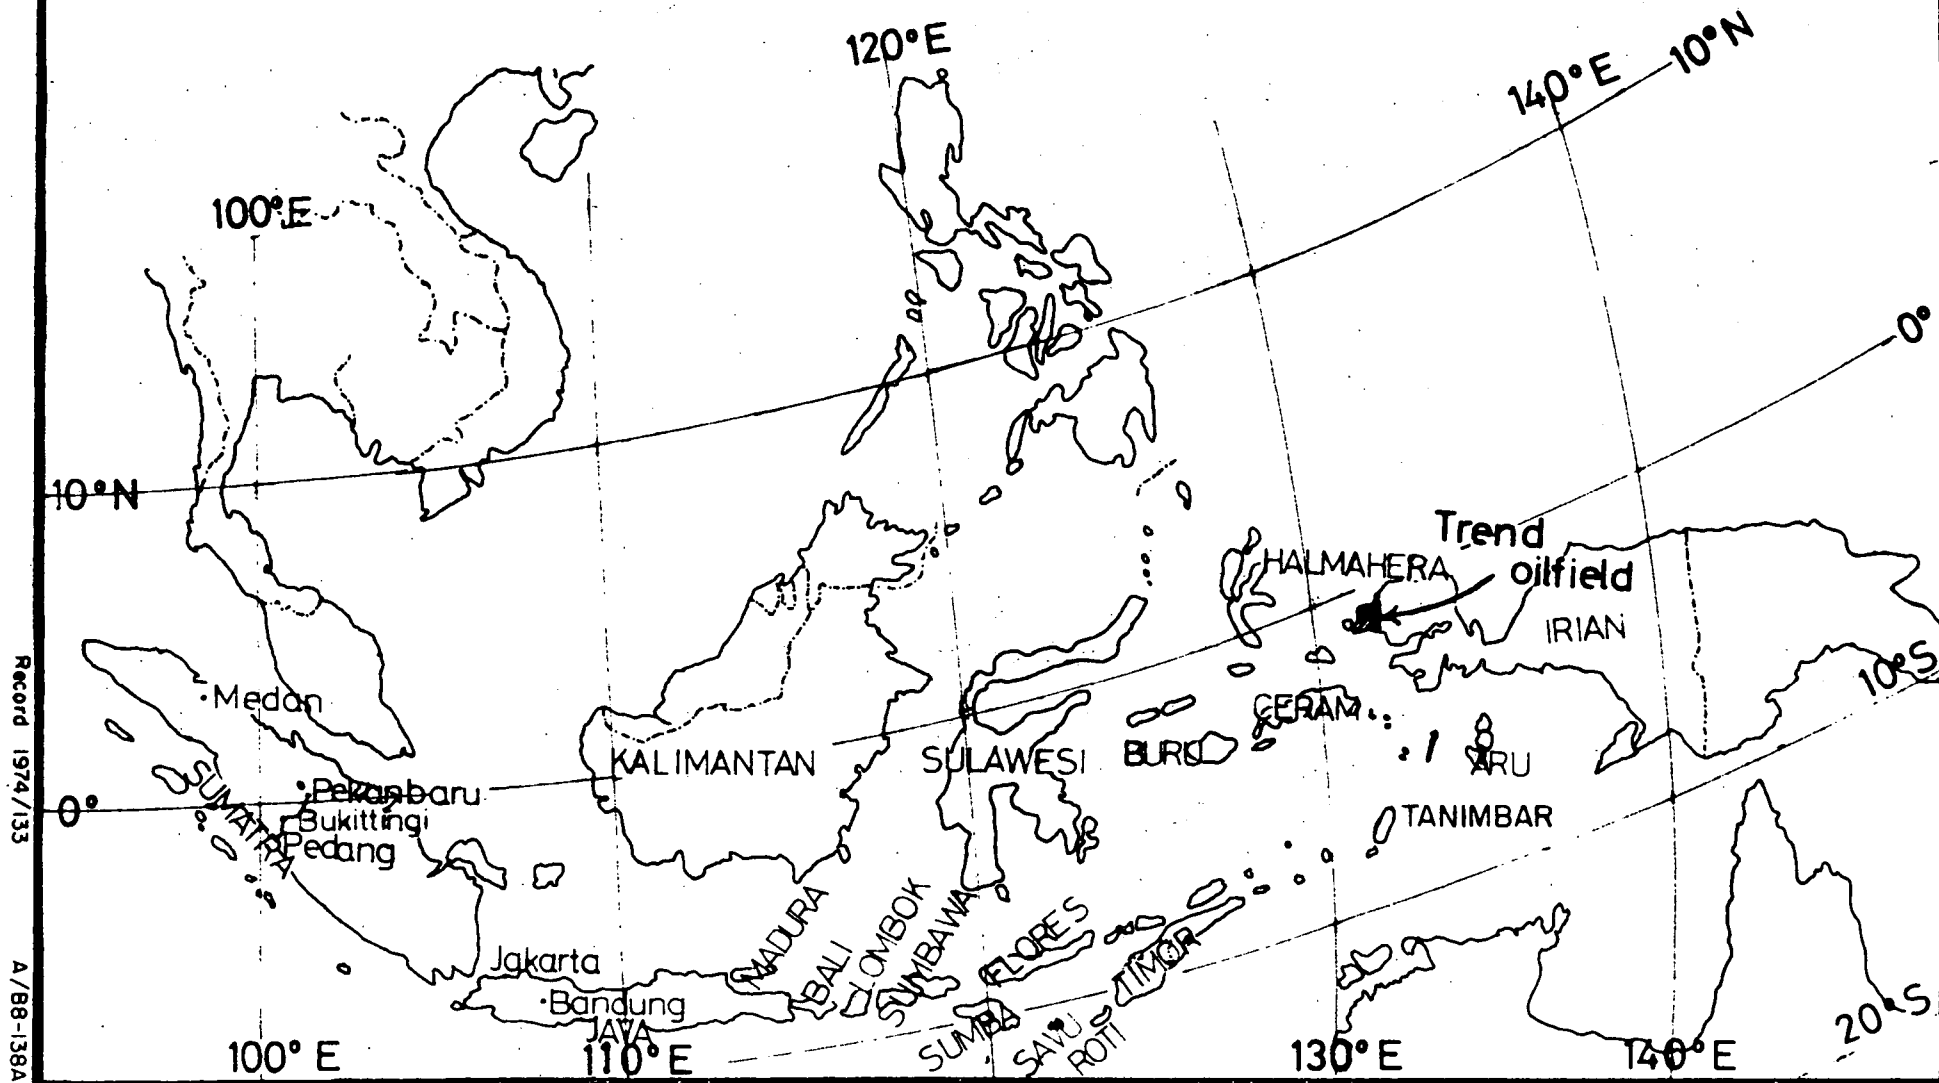 120°E
140°E
10°N
100°E
0°
10°N
Trend
oilfield
HALMAHERA
IRIAN
10°S
Medan
CERAM
KALIMANTAN
SULAWESI
BURU
ARU
SUMATRA
Pekanbaru
0°
Bukittingi
Pedang
TANIMBAR
MADURA
BALI
LOMBOK
SUMBAWA
FLORES
TIMOR
Jakarta
Bandung
JAVA
SUMBA
SAVU
ROTI
20°S
100°E
110°E
130°E
140°E
Record 1974/133
A/B8-138A